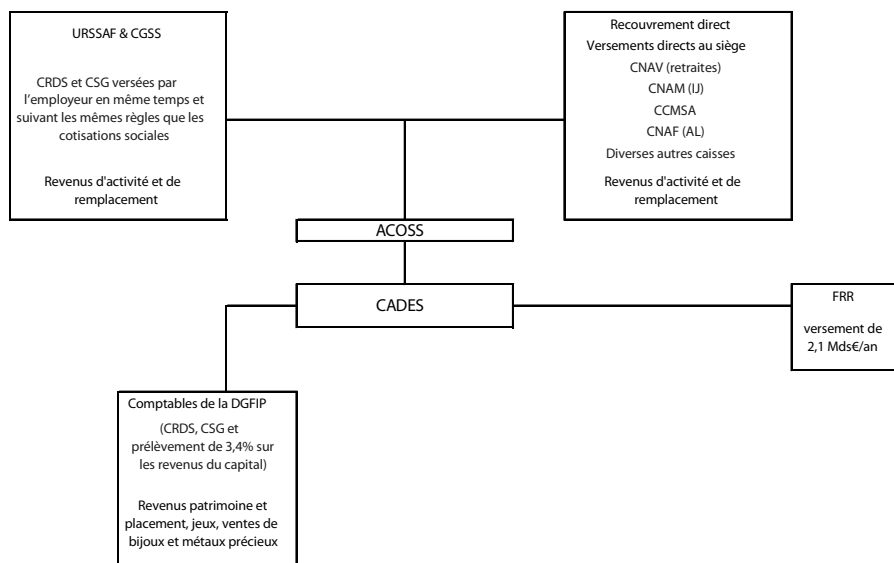 URSSAF & CGSS
CRDS et CSG versées par
l'employeur en même temps et
suivant les mêmes règles que les
cotisations sociales
Revenus d'activité et de
remplacement
Recouvrement direct
Versements directs au siège
CNAV (retraites)
CNAM (IJ)
CCMSA
CNAF (AL)
Diverses autres caisses
Revenus d'activité et de
remplacement
ACOSS
CADES
FRR
versement de
2,1 Mds€/an
Comptables de la DGFIP
(CRDS, CSG et
prélèvement de 3,4% sur
les revenus du capital)
Revenus patrimoine et
placement, jeux, ventes de
bijoux et métaux précieux